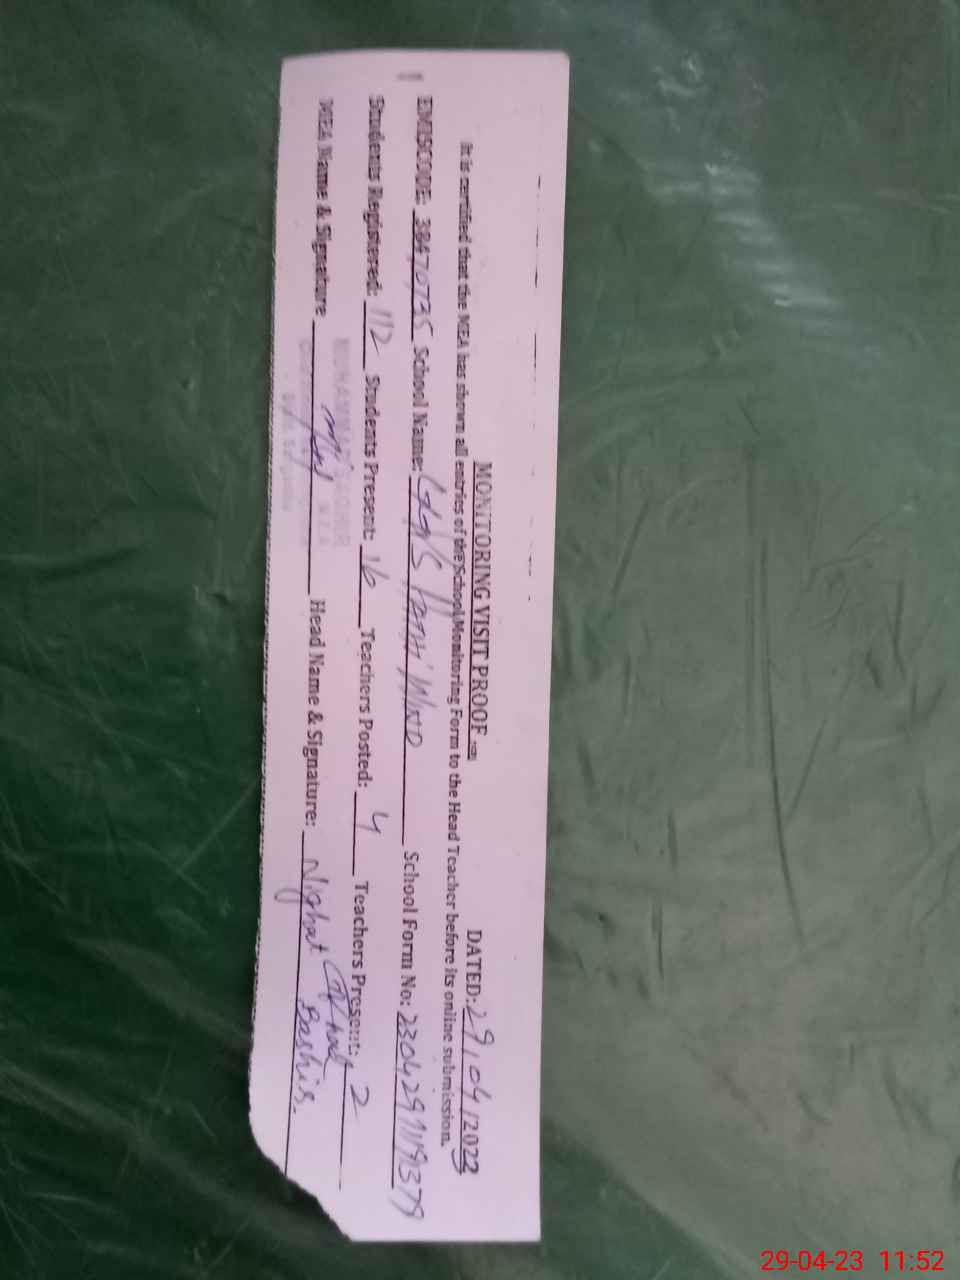 MONITORING VISIT PROOF DATED: 29/04/2023
It is certified that the MEA has shown all entries of the School Monitoring Form to the Head Teacher before its online submission.
EMISCODE: 38470735 School Name: School Form No: 230429119379
Students Registered: 112 Students Present: 16 Teachers Posted: 4 Teachers Present: 2
MEA Name & Signature Head Name & Signature: Nighat
Bashir.
MUHAMMAD
29-04-23 11:52